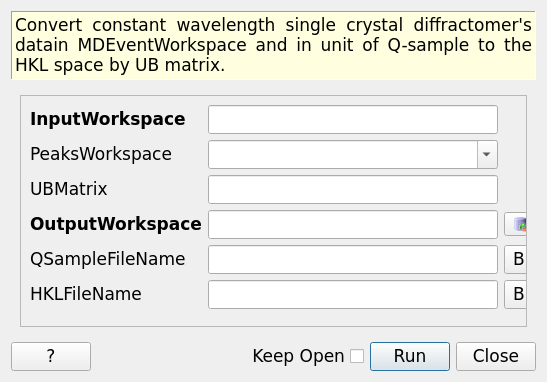 Convert constant wavelength single crystal diffractomer's
datain MDEventWorkspace and in unit of Q-sample to the
HKL space by UB matrix.
InputWorkspace
PeaksWorkspace
UBMatrix
OutputWorkspace
QSampleFileName
B
HKLFileName
B
?
Keep Open
Run
Close